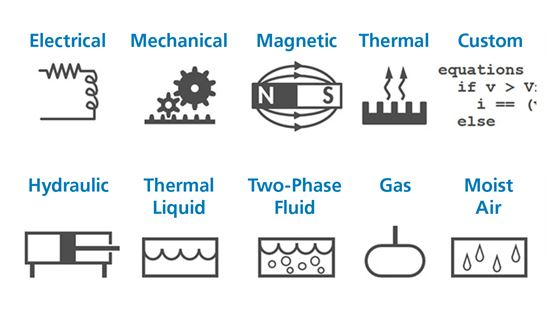 Electrical
Mechanical
Magnetic
Thermal
Custom
N S
equations
if v > V
i == (
else
Hydraulic
Thermal
Liquid
Two-Phase
Fluid
Gas
Moist
Air